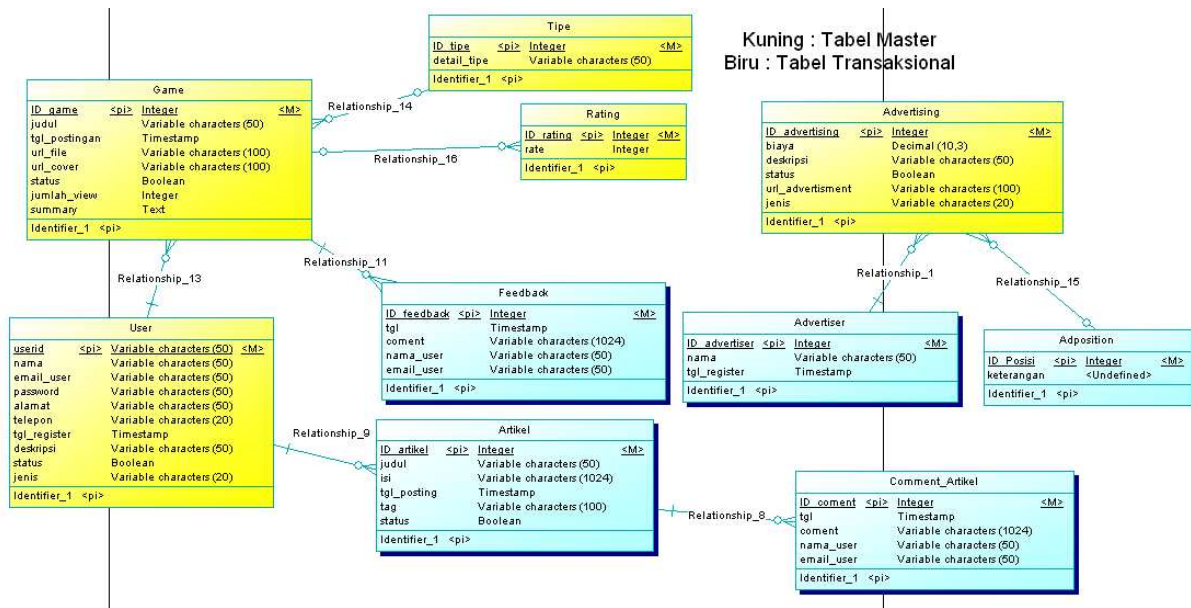 Kuning : Tabel Master
Biru : Tabel Transaksional
Tipe
ID_tipe <pi> Integer <M>
detail_tipe Variable characters (50)
Identifier_1 <pi>
Game
ID_game <pi> Integer <M>
judul Variable characters (50)
tgl_postingan Timestamp
url_file Variable characters (100)
url_cover Variable characters (100)
status Boolean
jumlah_view Integer
summary Text
Identifier_1 <pi>
Relationship_14
Rating
ID_rating <pi> Integer <M>
rate Integer
Identifier_1 <pi>
Relationship_16
Advertising
ID_advertising <pi> Integer <M>
biaya Decimal (10,3)
deskripsi Variable characters (50)
status Boolean
url_advertisment Variable characters (100)
jenis Variable characters (20)
Identifier_1 <pi>
Relationship_13
Relationship_11
Relationship_1
Relationship_15
Feedback
ID_feedback <pi> Integer <M>
tgl Timestamp
coment Variable characters (1024)
nama_user Variable characters (50)
email_user Variable characters (50)
Identifier_1 <pi>
Advertiser
ID_advertiser <pi> Integer <M>
nama Variable characters (50)
tgl_register Timestamp
Identifier_1 <pi>
Adposition
ID_Posisi <pi> Integer <M>
keterangan <Undefined>
Identifier_1 <pi>
User
userid <pi> Variable characters (50) <M>
nama Variable characters (50)
email_user Variable characters (50)
password Variable characters (50)
alamat Variable characters (50)
telepon Variable characters (20)
tgl_register Timestamp
deskripsi Variable characters (50)
status Boolean
jenis Variable characters (20)
Identifier_1 <pi>
Relationship_9
Artikel
ID_artikel <pi> Integer <M>
judul Variable characters (50)
isi Variable characters (1024)
tgl_posting Timestamp
tag Variable characters (100)
status Boolean
Identifier_1 <pi>
Relationship_8
Comment_Artikel
ID_coment <pi> Integer <M>
tgl Timestamp
coment Variable characters (1024)
nama_user Variable characters (50)
email_user Variable characters (50)
Identifier_1 <pi>